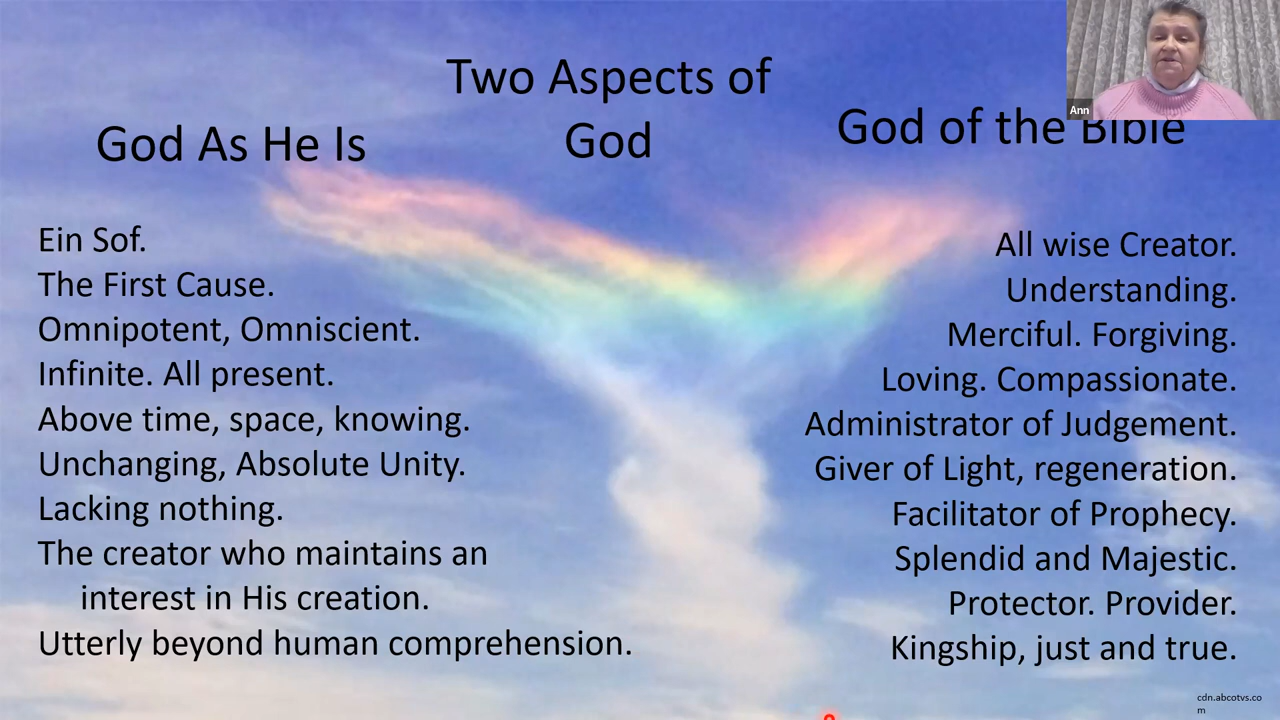 Two Aspects of
God
God As He Is
Ein Sof.
The First Cause.
Omnipotent, Omniscient.
Infinite. All present.
Above time, space, knowing.
Unchanging, Absolute Unity.
Lacking nothing.
The creator who maintains an
interest in His creation.
Utterly beyond human comprehension.
God of the Bible
All wise Creator.
Understanding.
Merciful. Forgiving.
Loving. Compassionate.
Administrator of Judgement.
Giver of Light, regeneration.
Facilitator of Prophecy.
Splendid and Majestic.
Protector. Provider.
Kingship, just and true.
Ann
cdn.abcotvs.co
m